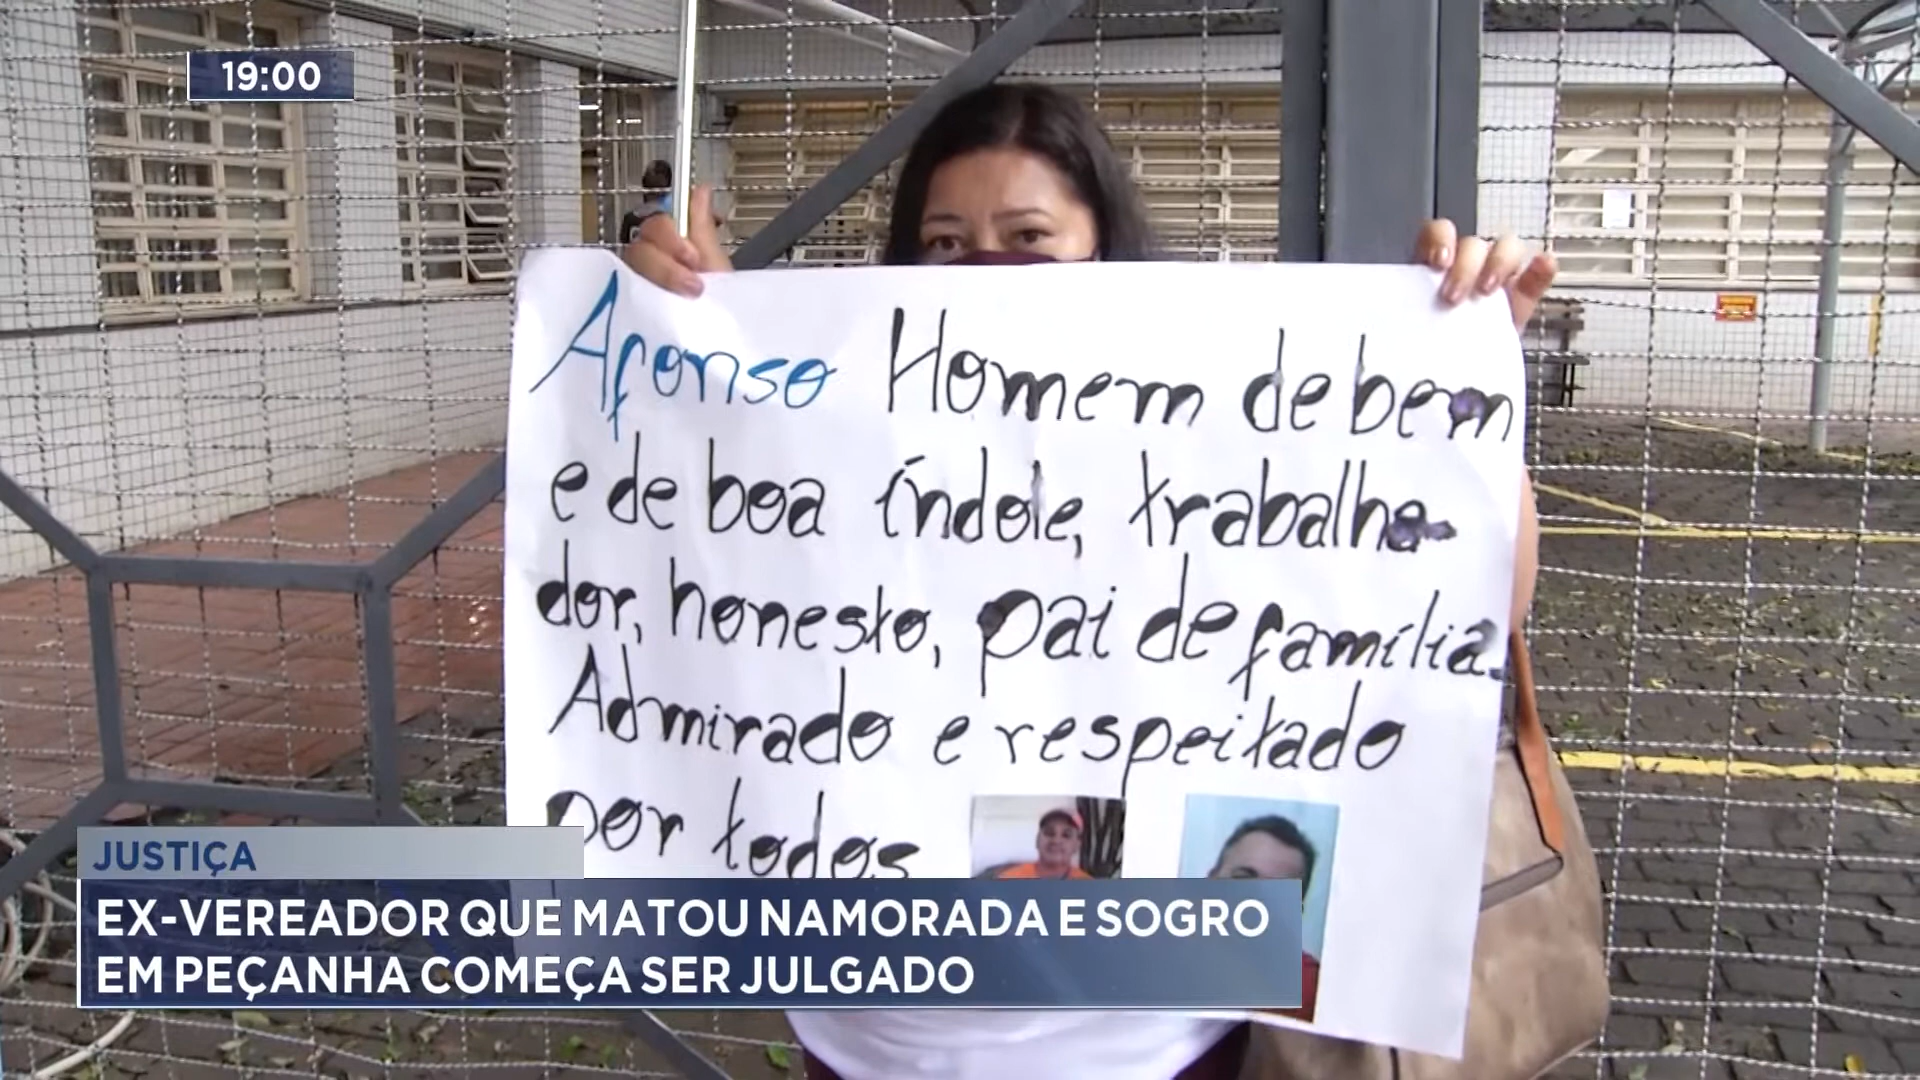 19:00
Afonso Homem de bem
e de boa índole, trabalha-
dor, honesto, pai de família.
Admirado e respeitado
por todos
JUSTIÇA
EX-VEREADOR QUE MATOU NAMORADA E SOGRO
EM PEÇANHA COMEÇA SER JULGADO